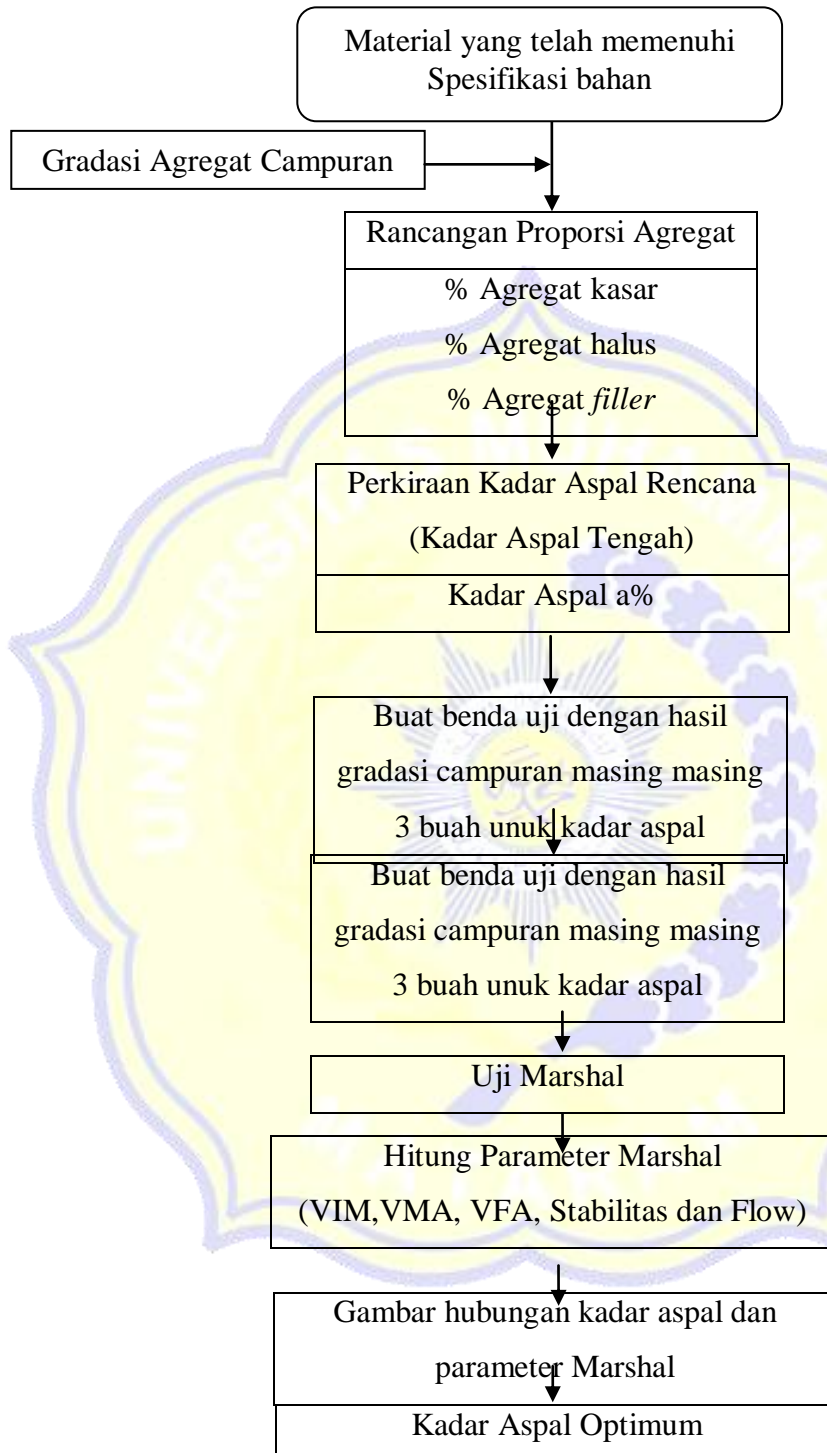 Material yang telah memenuhi
Spesifikasi bahan
Gradasi Agregat Campuran
Rancangan Proporsi Agregat
% Agregat kasar
% Agregat halus
% Agregat filler
Perkiraan Kadar Aspal Rencana
(Kadar Aspal Tengah)
Kadar Aspal a%
Buat benda uji dengan hasil
gradasi campuran masing masing
3 buah unuk kadar aspal
Buat benda uji dengan hasil
gradasi campuran masing masing
3 buah unuk kadar aspal
Uji Marshal
Hitung Parameter Marshal
(VIM,VMA, VFA, Stabilitas dan Flow)
Gambar hubungan kadar aspal dan
parameter Marshal
Kadar Aspal Optimum